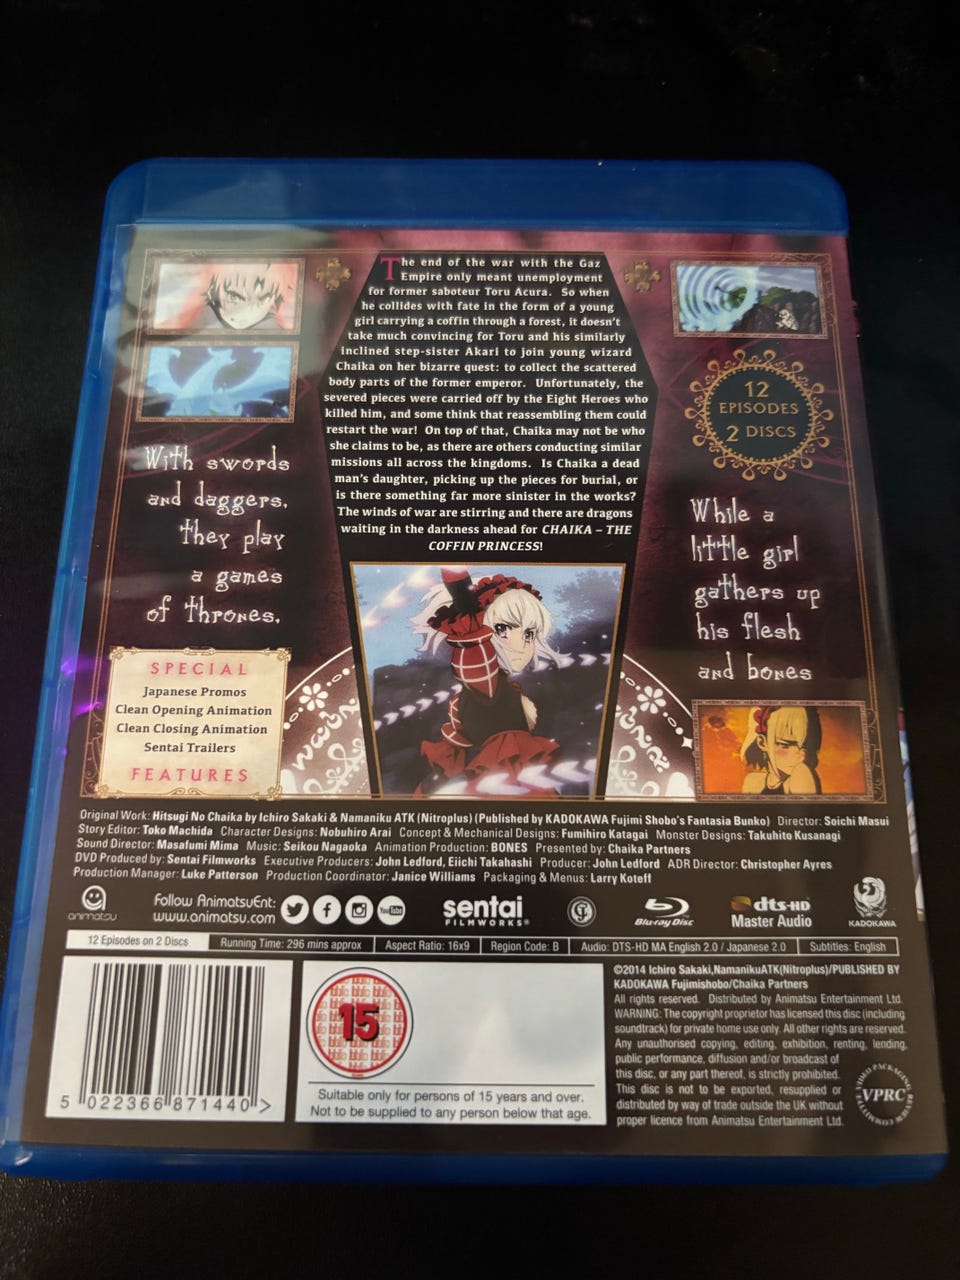 The end of the war with the Gaz
Empire only meant unemployment
for former saboteur Toru Acura. So when
he collides with fate in the form of a young
girl carrying a coffin through a forest, it doesn't
take much convincing for Toru and his similarly
inclined step-sister Akari to join young wizard
Chaika on her bizarre quest: to collect the scattered
body parts of the former emperor. Unfortunately, the
severed pieces were carried off by the Eight Heroes who
killed him, and some think that reassembling them could
restart the war! On top of that, Chaika may not be who
she claims to be, as there are others conducting similar
missions all across the kingdoms. Is Chaika a dead
man's daughter, picking up the pieces for burial, or
is there something far more sinister in the works?
The winds of war are stirring and there are dragons
waiting in the darkness ahead for CHAIKA – THE
COFFIN PRINCESS!
12
EPISODES
2 DISCS
With swords
and daggers,
they play
a games
of thrones,
While a
little girl
gathers up
his flesh
and bones
SPECIAL
Japanese Promos
Clean Opening Animation
Clean Closing Animation
Sentai Trailers
FEATURES
Original Work: Hitsugi No Chaika by Ichiro Sakaki & Namaniku ATK (Nitroplus) (Published by KADOKAWA Fujimi Shobo's Fantasia Bunko) Director: Soichi Masui
Story Editor: Toko Machida Character Designs: Nobuhiro Arai Concept & Mechanical Designs: Fumihiro Katagai Monster Designs: Takuhito Kusanagi
Sound Director: Masafumi Mima Music: Seikou Nagaoka Animation Production: BONES Presented by: Chaika Partners
DVD Produced by: Sentai Filmworks Executive Producers: John Ledford, Eiichi Takahashi Producer: John Ledford ADR Director: Christopher Ayres
Production Manager: Luke Patterson Production Coordinator: Janice Williams Packaging & Menus: Larry Koteff
animatsu
Follow AnimatsuEnt:
www.animatsu.com
You Tube
sentai
FILMWORKS®
Blu-ray Disc
dts-HD
Master Audio
KADOKAWA
12 Episodes on 2 Discs
Running Time: 296 mins approx
Aspect Ratio: 16x9
Region Code: B
Audio: DTS-HD MA English 2.0 / Japanese 2.0
Subtitles: English
5 022366 871440 >
15
Suitable only for persons of 15 years and over.
Not to be supplied to any person below that age.
©2014 Ichiro Sakaki,NamanikuATK(Nitroplus)/PUBLISHED BY
KADOKAWA Fujimishobo/Chaika Partners
All rights reserved. Distributed by Animatsu Entertainment Ltd.
WARNING: The copyright proprietor has licensed this disc (including
soundtrack) for private home use only. All other rights are reserved.
Any unauthorised copying, editing, exhibition, renting, lending,
public performance, diffusion and/or broadcast of
this disc, or any part thereof, is strictly prohibited.
This disc is not to be exported, resupplied or
distributed by way of trade outside the UK without
proper licence from Animatsu Entertainment Ltd.
VIDEO PACKAGING
VPRC
REVIEW COMMITTEE